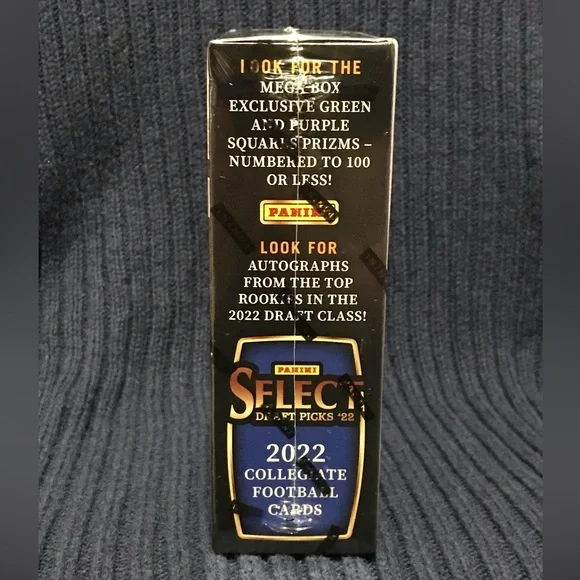 LOOK FOR THE
MEGA BOX
EXCLUSIVE GREEN
AND PURPLE
SQUARES PRIZMS –
NUMBERED TO 100
OR LESS!
PANINI
LOOK FOR
AUTOGRAPHS
FROM THE TOP
ROOKIES IN THE
2022 DRAFT CLASS!
PANINI
SELECT
DRAFT PICKS '22
2022
COLLEGIATE
FOOTBALL
CARDS